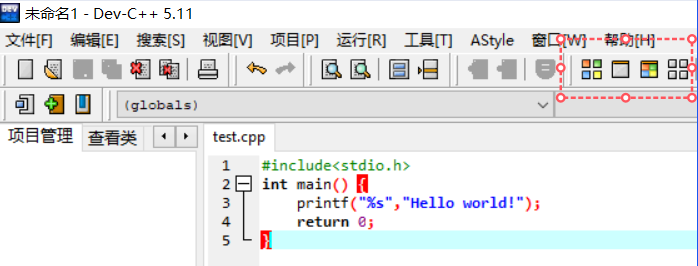 未命名1 - Dev-C++ 5.11
文件[F] 编辑[E] 搜索[S] 视图[V] 项目[P] 运行[R] 工具[T] AStyle 窗口[W] 帮助[H]
(globals)
项目管理 查看类 test.cpp
1 #include<stdio.h>
2 int main() {
3 printf("%s","Hello world!");
4 return 0;
5 }